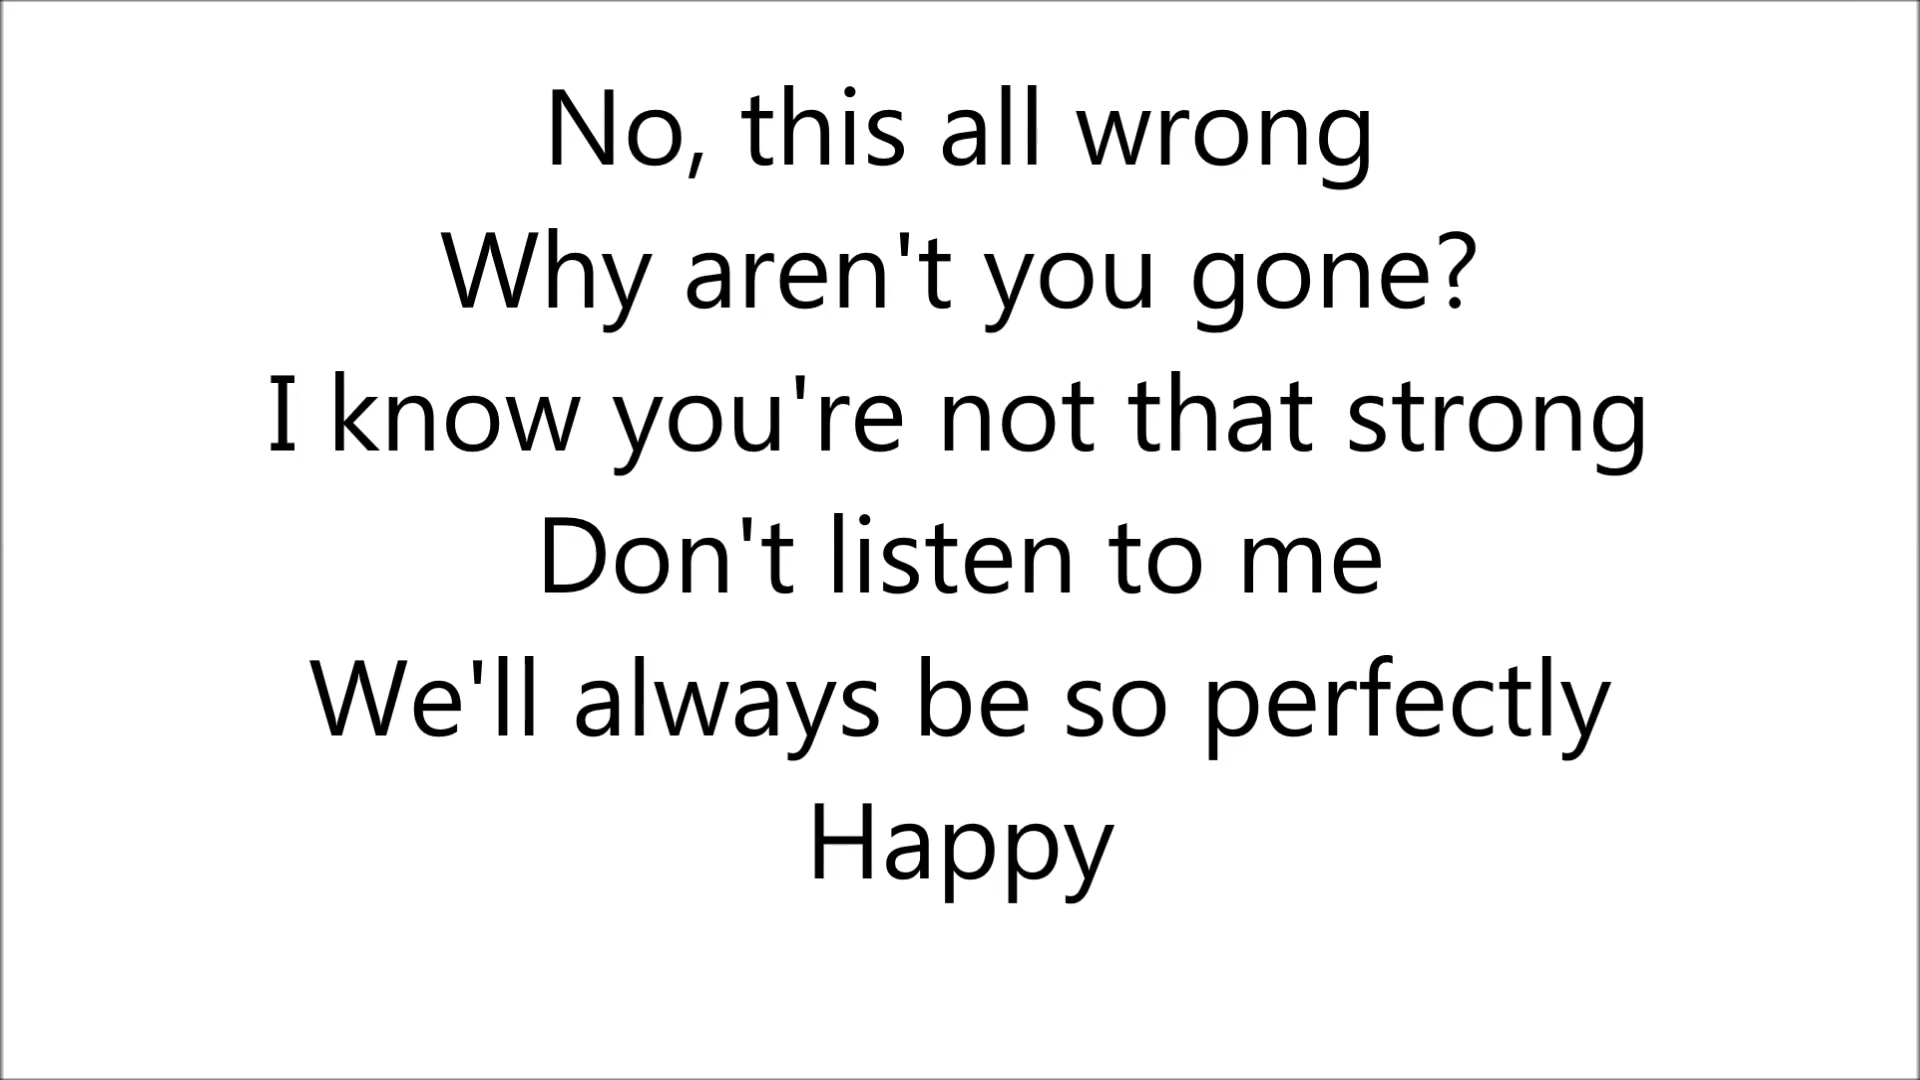 No, this all wrong
Why aren't you gone?
I know you're not that strong
Don't listen to me
We'll always be so perfectly
Happy